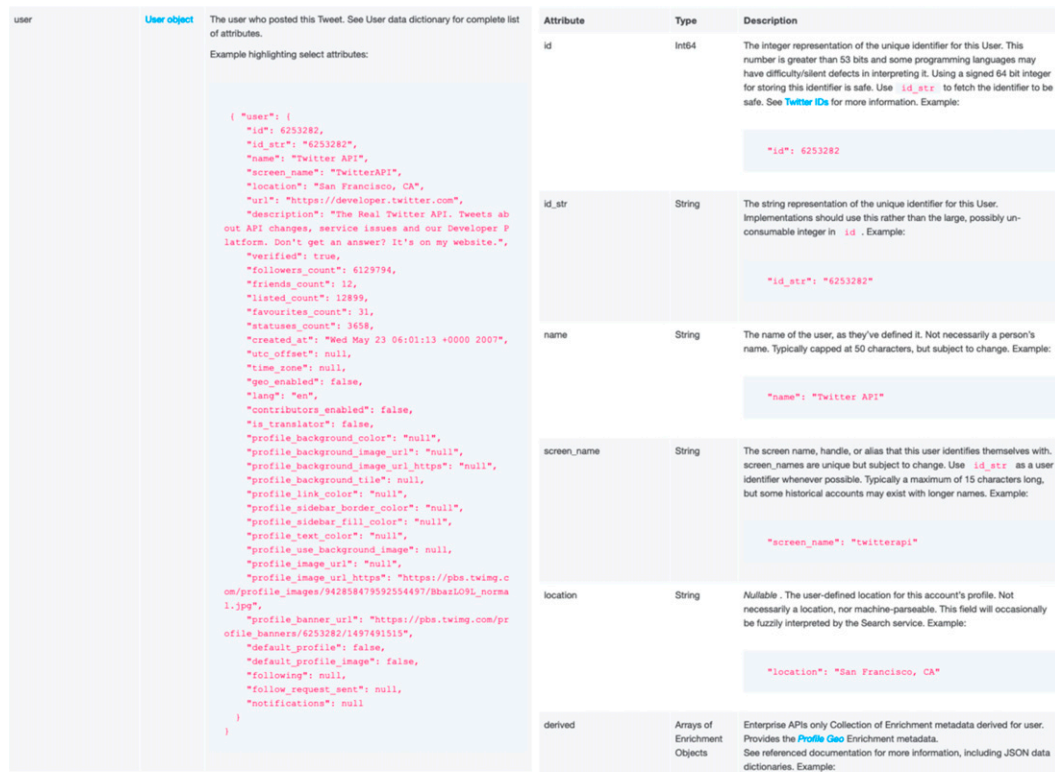 user
User object
The user who posted this Tweet. See User data dictionary for complete list
of attributes.
Example highlighting select attributes:
{ "user": {
"id": 6253282,
"id_str": "6253282",
"name": "Twitter API",
"screen_name": "TwitterAPI",
"location": "San Francisco, CA",
"url": "https://developer.twitter.com",
"description": "The Real Twitter API. Tweets ab
out API changes, service issues and our Developer P
latform. Don't get an answer? It's on my website.",
"verified": true,
"followers_count": 6129794,
"friends_count": 12,
"listed_count": 12899,
"favourites_count": 31,
"statuses_count": 3658,
"created_at": "Wed May 23 06:01:13 +0000 2007",
"utc_offset": null,
"time_zone": null,
"geo_enabled": false,
"lang": "en",
"contributors_enabled": false,
"is_translator": false,
"profile_background_color": "null",
"profile_background_image_url": "null",
"profile_background_image_url_https": "null",
"profile_background_tile": null,
"profile_link_color": "null",
"profile_sidebar_border_color": "null",
"profile_sidebar_fill_color": "null",
"profile_text_color": "null",
"profile_use_background_image": null,
"profile_image_url": "null",
"profile_image_url_https": "https://pbs.twimg.c
om/profile_images/942858479592554497/BbazLO9L_norma
l.jpg",
"profile_banner_url": "https://pbs.twimg.com/pr
ofile_banners/6253282/1497491515",
"default_profile": false,
"default_profile_image": false,
"following": null,
"follow_request_sent": null,
"notifications": null
}
}
Attribute Type Description
id Int64 The integer representation of the unique identifier for this User. This
number is greater than 53 bits and some programming languages may
have difficulty/silent defects in interpreting it. Using a signed 64 bit integer
for storing this identifier is safe. Use id_str to fetch the identifier to be
safe. See Twitter IDs for more information. Example:
"id": 6253282
id_str String The string representation of the unique identifier for this User.
Implementations should use this rather than the large, possibly un-
consumable integer in id . Example:
"id_str": "6253282"
name String The name of the user, as they've defined it. Not necessarily a person's
name. Typically capped at 50 characters, but subject to change. Example:
"name": "Twitter API"
screen_name String The screen name, handle, or alias that this user identifies themselves with.
screen_names are unique but subject to change. Use id_str as a user
identifier whenever possible. Typically a maximum of 15 characters long,
but some historical accounts may exist with longer names. Example:
"screen_name": "twitterapi"
location String Nullable . The user-defined location for this account's profile. Not
necessarily a location, nor machine-parseable. This field will occasionally
be fuzzily interpreted by the Search service. Example:
"location": "San Francisco, CA"
derived Arrays of Enterprise APIs only Collection of Enrichment metadata derived for user.
Enrichment Provides the Profile Geo Enrichment metadata.
Objects See referenced documentation for more information, including JSON data
dictionaries. Example: